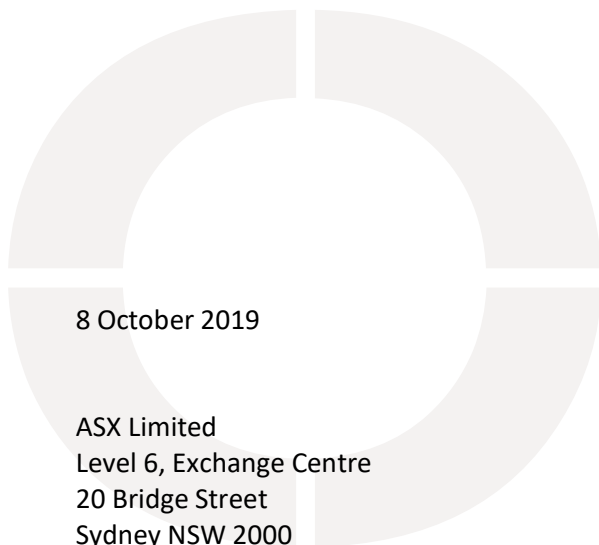 8 October 2019
ASX Limited
Level 6, Exchange Centre
20 Bridge Street
Sydney NSW 2000